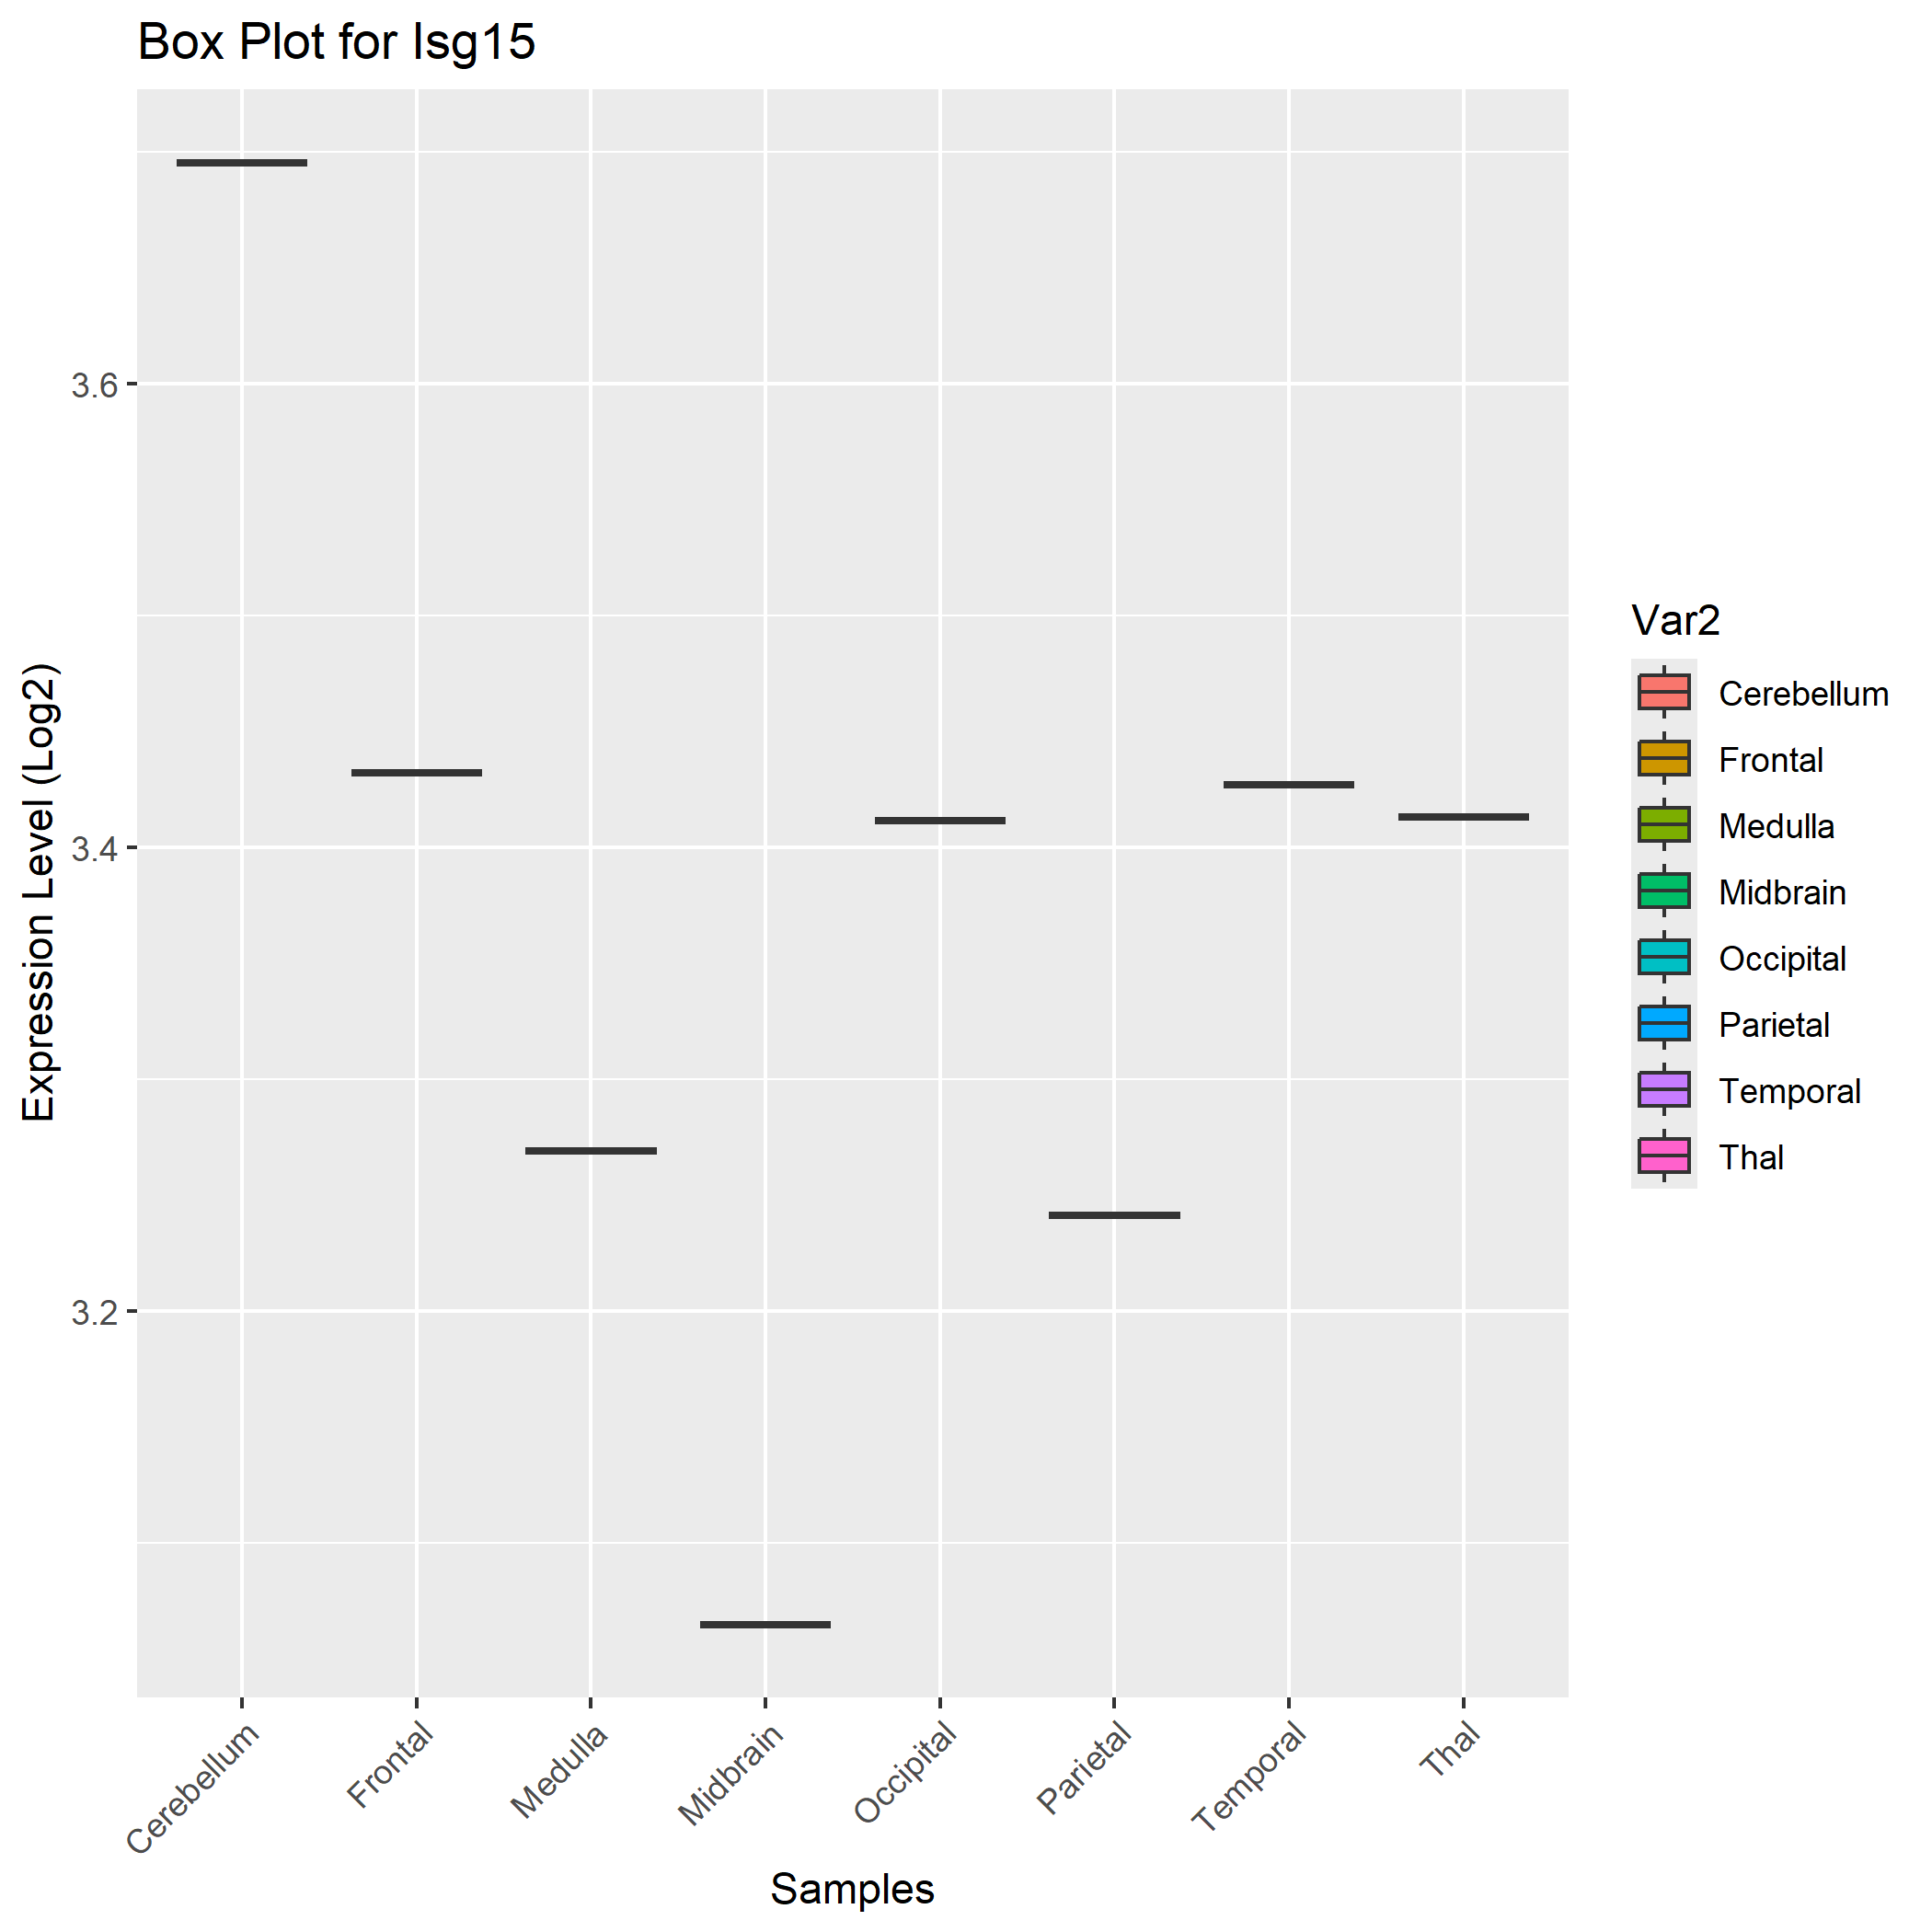 Box Plot for Isg15
Expression Level (Log2)
3.6
3.4
3.2
Cerebellum
Frontal
Medulla
Midbrain
Occipital
Parietal
Temporal
Thal
Samples
Var2
Cerebellum
Frontal
Medulla
Midbrain
Occipital
Parietal
Temporal
Thal